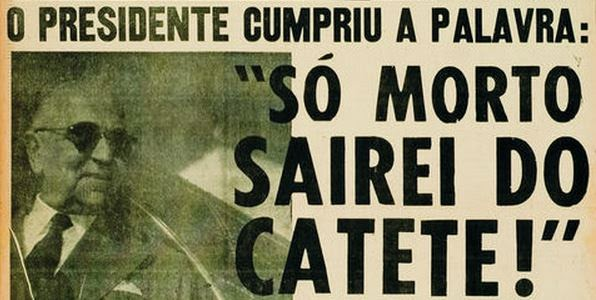 O PRESIDENTE CUMPRIU A PALAVRA:
"SÓ MORTO
SAIREI DO
CATETE!"